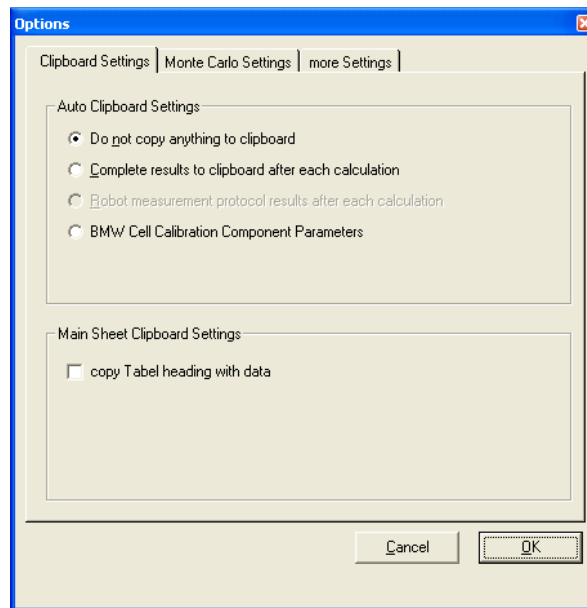 Options
Clipboard Settings Monte Carlo Settings more Settings
Auto Clipboard Settings
Do not copy anything to clipboard
Complete results to clipboard after each calculation
Robot measurement protocol results after each calculation
BMW Cell Calibration Component Parameters
Main Sheet Clipboard Settings
copy Tabel heading with data
Cancel OK